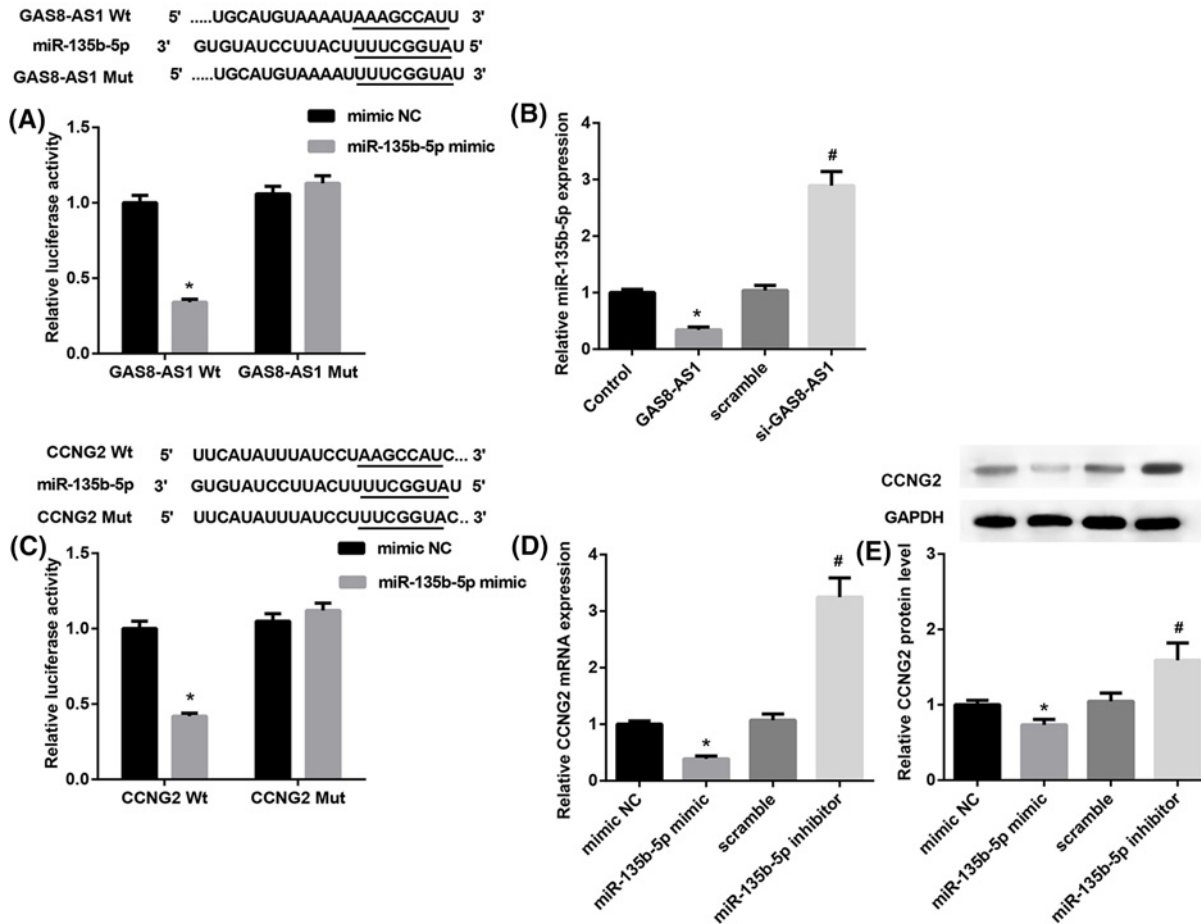 GAS8-AS1 Wt 5' .....UGCAUGUAAAAUAAAGCCAUU 3'
miR-135b-5p 3' GUGUAUCCUUACUUUUCGGUAU 5'
GAS8-AS1 Mut 5' .....UGCAUGUAAAAUUUUCGGUAU 3'
(A)
mimic NC
miR-135b-5p mimic
Relative luciferase activity
1.5
1.0
0.5
0.0
*
GAS8-AS1 Wt GAS8-AS1 Mut
(B)
Relative miR-135b-5p expression
4
3
2
1
0
*
#
Control
GAS8-AS1
scramble
si-GAS8-AS1
CCNG2 Wt 5' UUCAUAUUUAUCCUAAGCCAUC... 3'
miR-135b-5p 3' GUGUAUCCUUACUUUUCGGUAU 5'
CCNG2 Mut 5' UUCAUAUUUAUCCUUUCGGUAC.. 3'
(C)
mimic NC
miR-135b-5p mimic
Relative luciferase activity
1.5
1.0
0.5
0.0
*
CCNG2 Wt CCNG2 Mut
(D)
Relative CCNG2 mRNA expression
4
3
2
1
0
*
#
mimic NC
miR-135b-5p mimic
scramble
miR-135b-5p inhibitor
CCNG2
GAPDH
(E)
Relative CCNG2 protein level
3
2
1
0
*
#
mimic NC
miR-135b-5p mimic
scramble
miR-135b-5p inhibitor